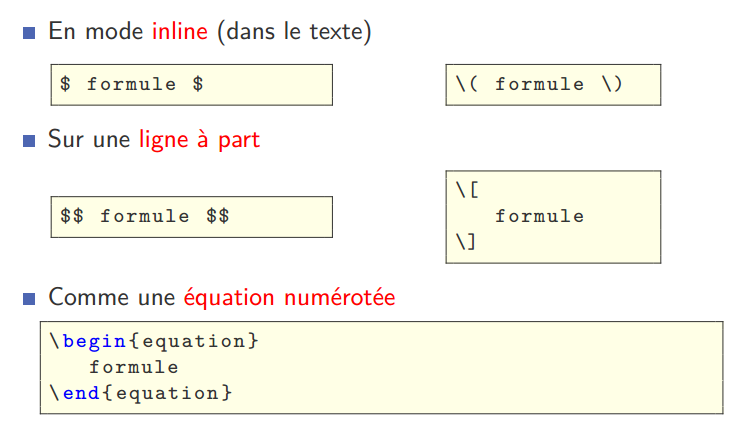 En mode inline (dans le texte)
$ formule $
\( formule \)
Sur une ligne à part
$$ formule $$
\[
formule
\]
Comme une équation numérotée
\begin{equation}
formule
\end{equation}